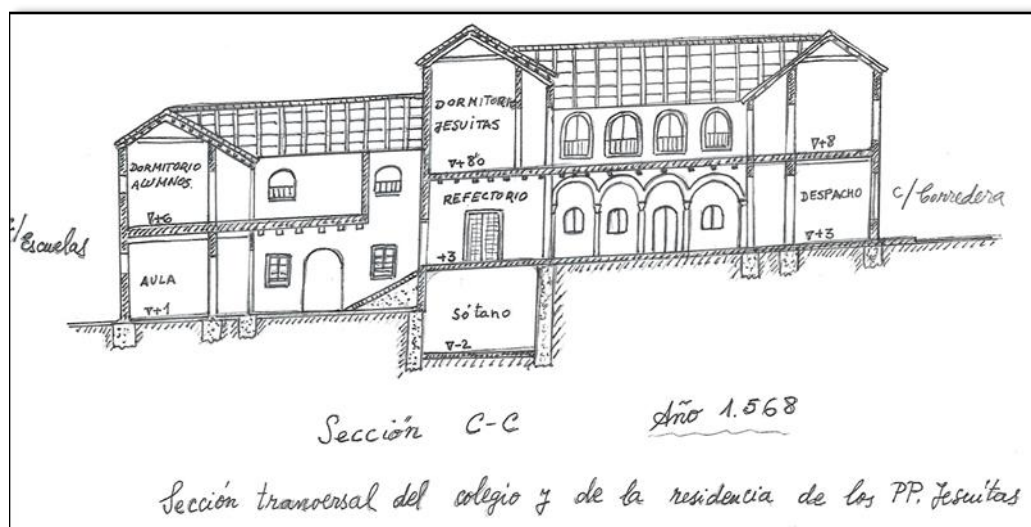 DORMITORIO
JESUITAS
∇+8'0
∇+8
DORMITORIO
ALUMNOS.
∇+6
REFECTORIO
DESPACHO
c/Corredera
c/Escuelas
+3
∇+3
AULA
∇+1
Sótano
∇-2
Sección C-C
Año 1.568
Sección tranversal del colegio y de la residencia de los PP. Jesuitas